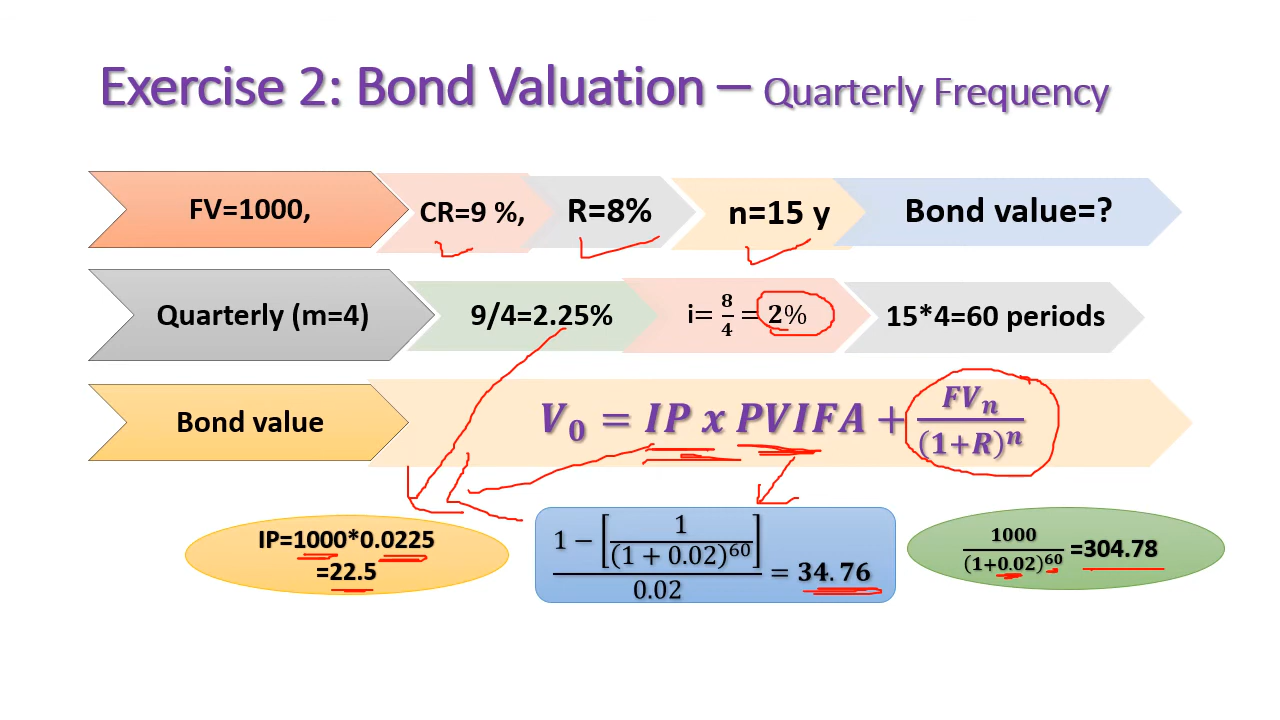 Exercise 2: Bond Valuation – Quarterly Frequency
FV=1000,
CR=9 %,
R=8%
n=15 y
Bond value=?
Quarterly (m=4)
9/4=2.25%
i= 8/4 = 2%
15*4=60 periods
Bond value
V₀ = IP x PVIFA + FVₙ/(1+R)ⁿ
IP=1000*0.0225
=22.5
1 − [1/(1 + 0.02)⁶⁰]/0.02 = 34.76
1000/(1+0.02)⁶⁰ =304.78